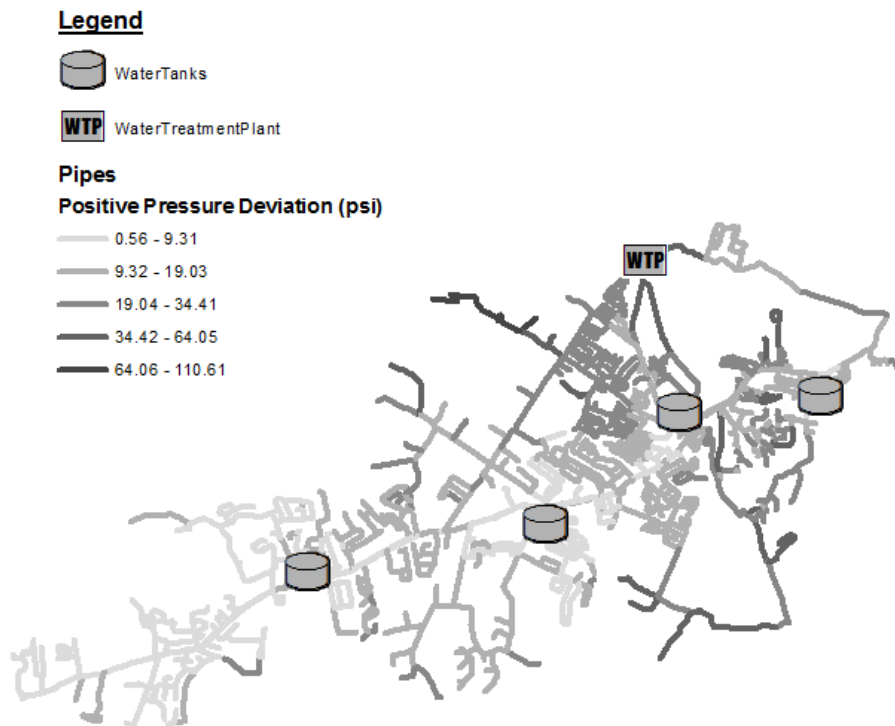 Legend
WaterTanks
WTP WaterTreatmentPlant
Pipes
Positive Pressure Deviation (psi)
0.56 - 9.31
9.32 - 19.03
19.04 - 34.41
34.42 - 64.05
64.06 - 110.61
WTP